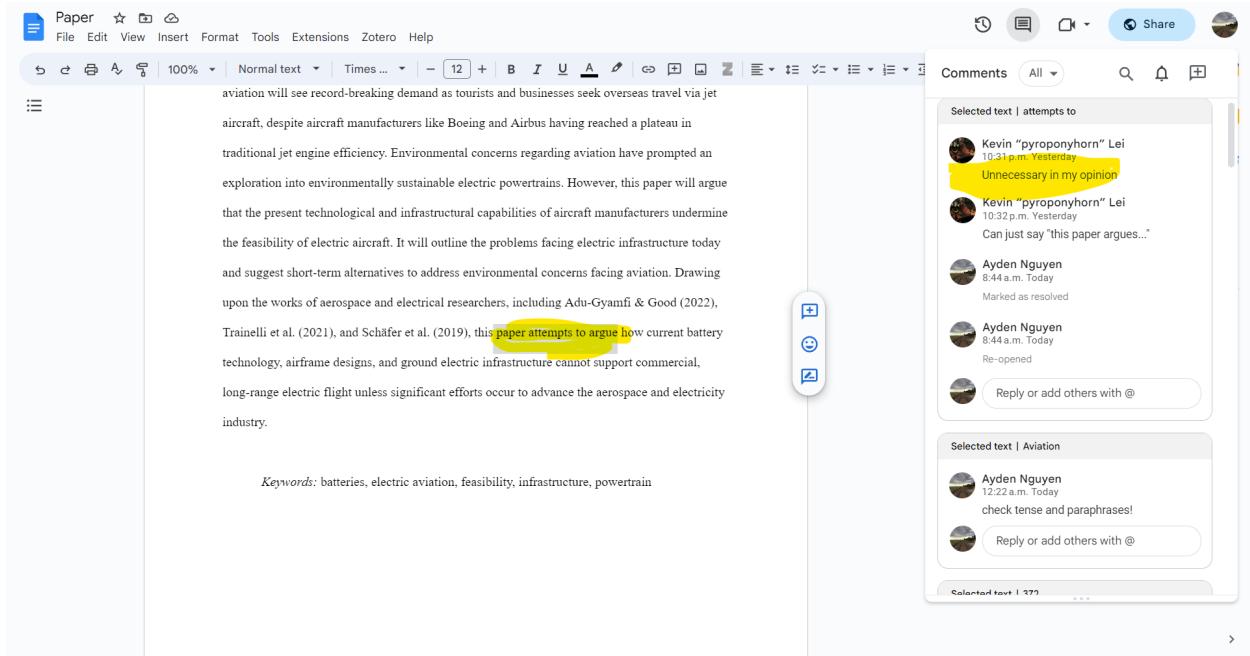 Paper
File Edit View Insert Format Tools Extensions Zotero Help
Share
100% Normal text Times ... 12 B I U A
aviation will see record-breaking demand as tourists and businesses seek overseas travel via jet
aircraft, despite aircraft manufacturers like Boeing and Airbus having reached a plateau in
traditional jet engine efficiency. Environmental concerns regarding aviation have prompted an
exploration into environmentally sustainable electric powertrains. However, this paper will argue
that the present technological and infrastructural capabilities of aircraft manufacturers undermine
the feasibility of electric aircraft. It will outline the problems facing electric infrastructure today
and suggest short-term alternatives to address environmental concerns facing aviation. Drawing
upon the works of aerospace and electrical researchers, including Adu-Gyamfi & Good (2022),
Trainelli et al. (2021), and Schäfer et al. (2019), this paper attempts to argue how current battery
technology, airframe designs, and ground electric infrastructure cannot support commercial,
long-range electric flight unless significant efforts occur to advance the aerospace and electricity
industry.
Keywords: batteries, electric aviation, feasibility, infrastructure, powertrain
Comments All
Selected text | attempts to
Kevin “pyroponyhorn” Lei
10:31 p.m. Yesterday
Unnecessary in my opinion
Kevin “pyroponyhorn” Lei
10:32 p.m. Yesterday
Can just say "this paper argues..."
Ayden Nguyen
8:44 a.m. Today
Marked as resolved
Ayden Nguyen
8:44 a.m. Today
Re-opened
Reply or add others with @
Selected text | Aviation
Ayden Nguyen
12:22 a.m. Today
check tense and paraphrases!
Reply or add others with @
Selected text | 372